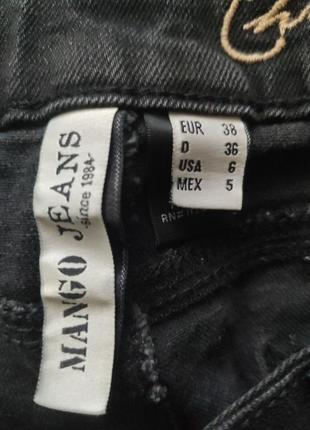 MANGO JEANS
since 1984
EUR 38
D 36
USA 6
MEX 5